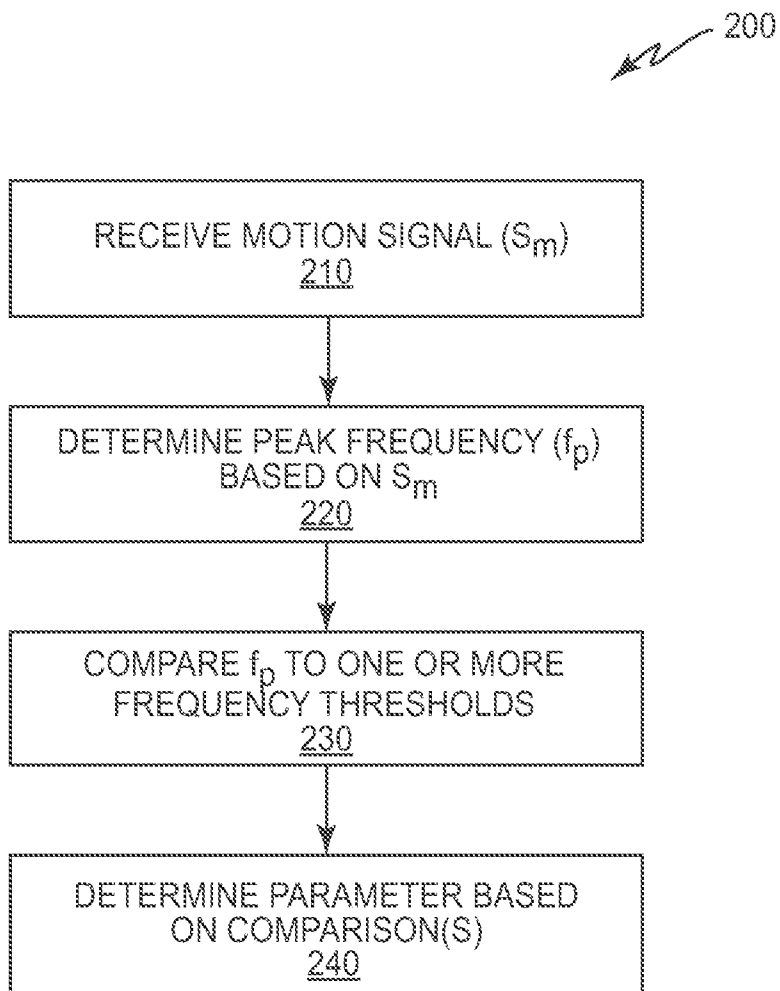 200
RECEIVE MOTION SIGNAL (Sm)
210
DETERMINE PEAK FREQUENCY (fp)
BASED ON Sm
220
COMPARE fp TO ONE OR MORE
FREQUENCY THRESHOLDS
230
DETERMINE PARAMETER BASED
ON COMPARISON(S)
240